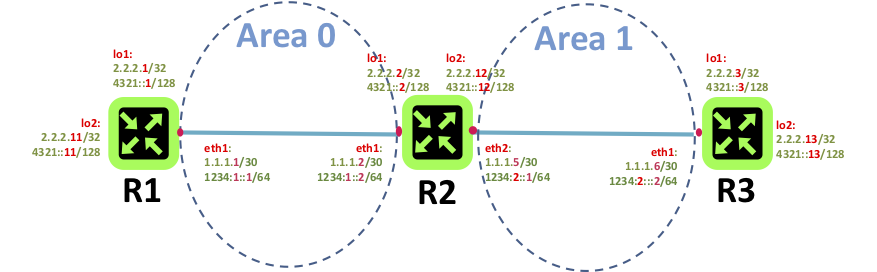 Area 0
Area 1
lo1:
2.2.2.1/32
4321::1/128
lo2:
2.2.2.11/32
4321::11/128
R1
eth1:
1.1.1.1/30
1234:1::1/64
eth1:
1.1.1.2/30
1234:1::2/64
lo1:
2.2.2.2/32
4321::2/128
lo2:
2.2.2.12/32
4321::12/128
R2
eth2:
1.1.1.5/30
1234:2::1/64
eth1:
1.1.1.6/30
1234:2:::2/64
lo1:
2.2.2.3/32
4321::3/128
lo2:
2.2.2.13/32
4321::13/128
R3